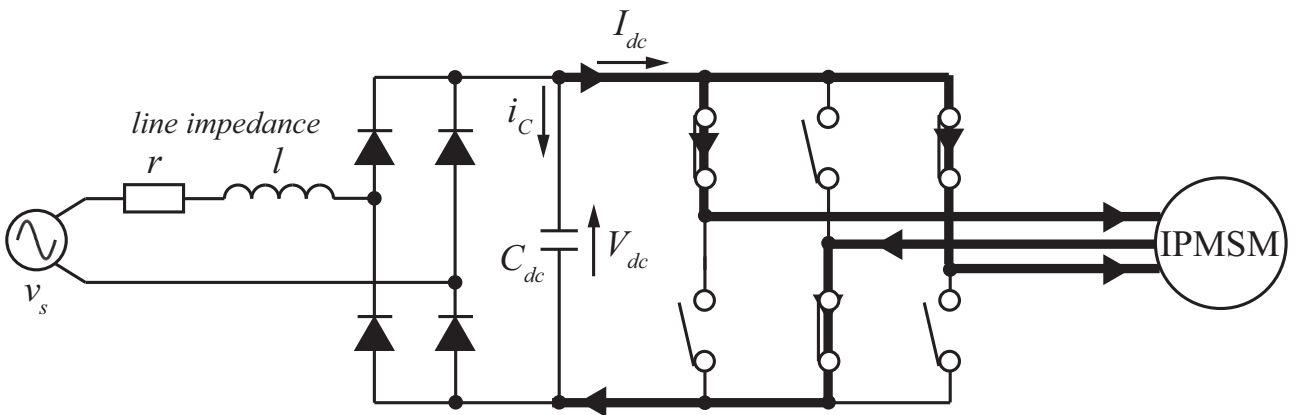 I_dc
i_C
line impedance
r l
C_dc V_dc
IPMSM
v_s